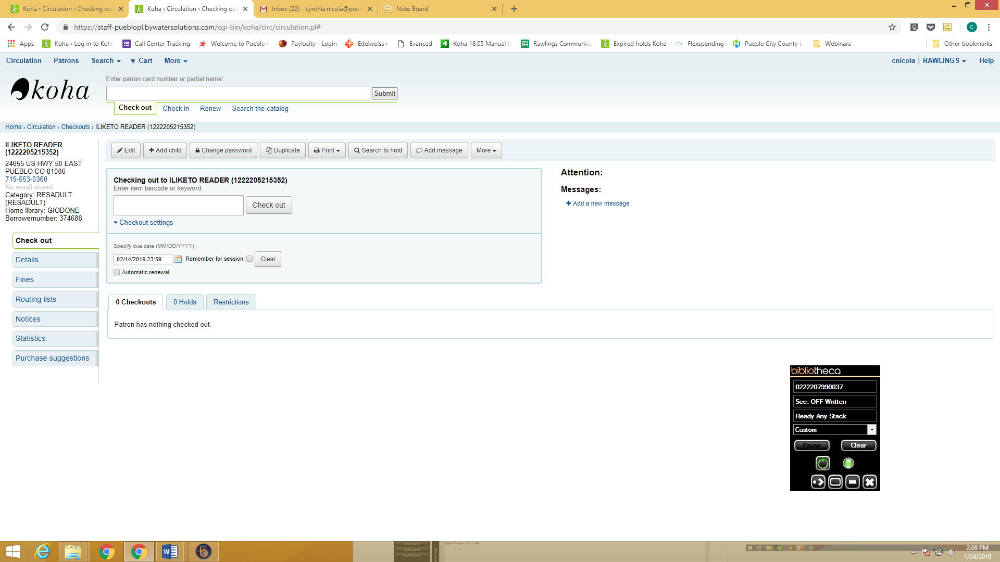 Koha › Circulation › Checking out
Koha › Circulation › Checking out
Inbox (22) - cynthia.nicola@pueb
Note Board
https://staff-pueblopl.bywatersolutions.com/cgi-bin/koha/circ/circulation.pl#
C
Apps
Koha › Log in to Koha
Call Center Tracking
Welcome to Pueblo C
Paylocity - Login
Edelweiss+
Evanced
Koha 18.05 Manual (e
Rawlings Communica
Expired holds Koha
Flexspending
Pueblo City County L
Webinars
Other bookmarks
Circulation Patrons Search Cart More
cnicola | RAWLINGS Help
koha
Enter patron card number or partial name:
Submit
Check out Check in Renew Search the catalog
Home › Circulation › Checkouts › ILIKETO READER (1222205215352)
ILIKETO READER
(1222205215352)
24655 US HWY 50 EAST
PUEBLO CO 81006
719-553-0360
No email stored.
Category: RESADULT
(RESADULT)
Home library: GIODONE
Borrowernumber: 374688
Check out
Details
Fines
Routing lists
Notices
Statistics
Purchase suggestions
Edit
Add child
Change password
Duplicate
Print
Search to hold
Add message
More
Checking out to ILIKETO READER (1222205215352)
Enter item barcode or keyword:
Check out
Checkout settings
Specify due date (MM/DD/YYYY) :
02/14/2019 23:59
Remember for session:
Clear
Automatic renewal
Attention:
Messages:
Add a new message
0 Checkouts
0 Holds
Restrictions
Patron has nothing checked out.
bibliotheca
0222207990037
Sec. OFF Written
Ready Any Stack
Custom
Pause
Clear
Type of Usage - Sub : True
2:09 PM
1/24/2019